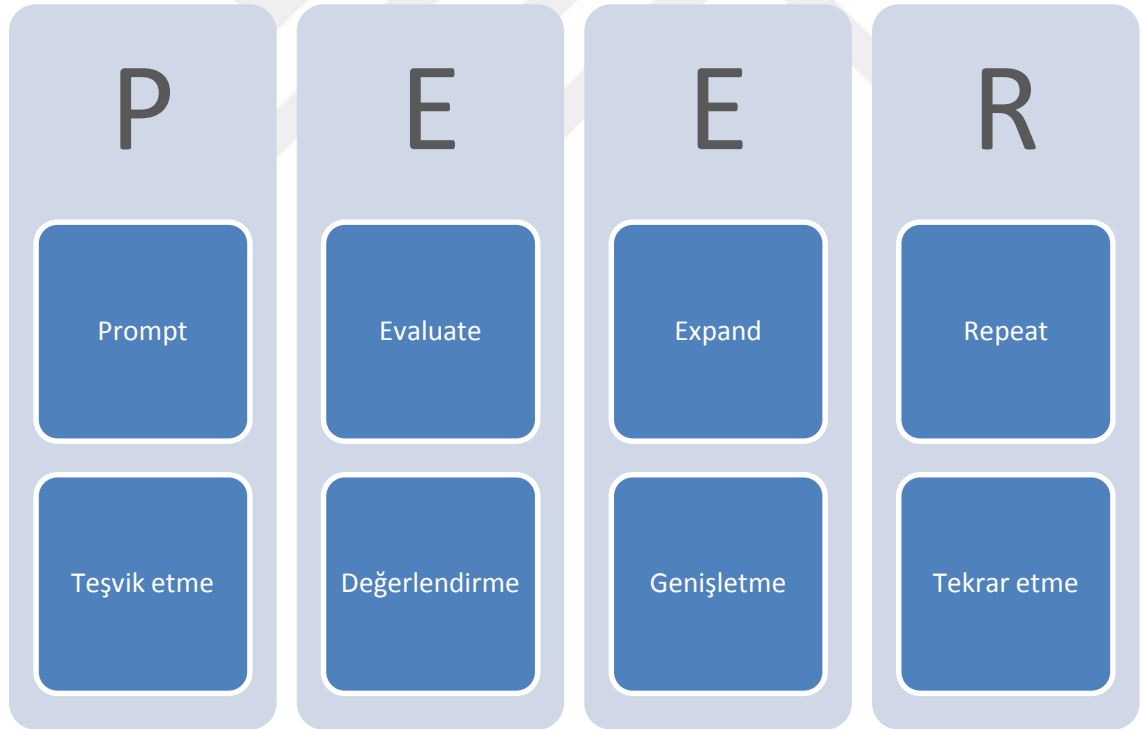 P
E
E
R
Prompt
Evaluate
Expand
Repeat
Teşvik etme
Değerlendirme
Genişletme
Tekrar etme